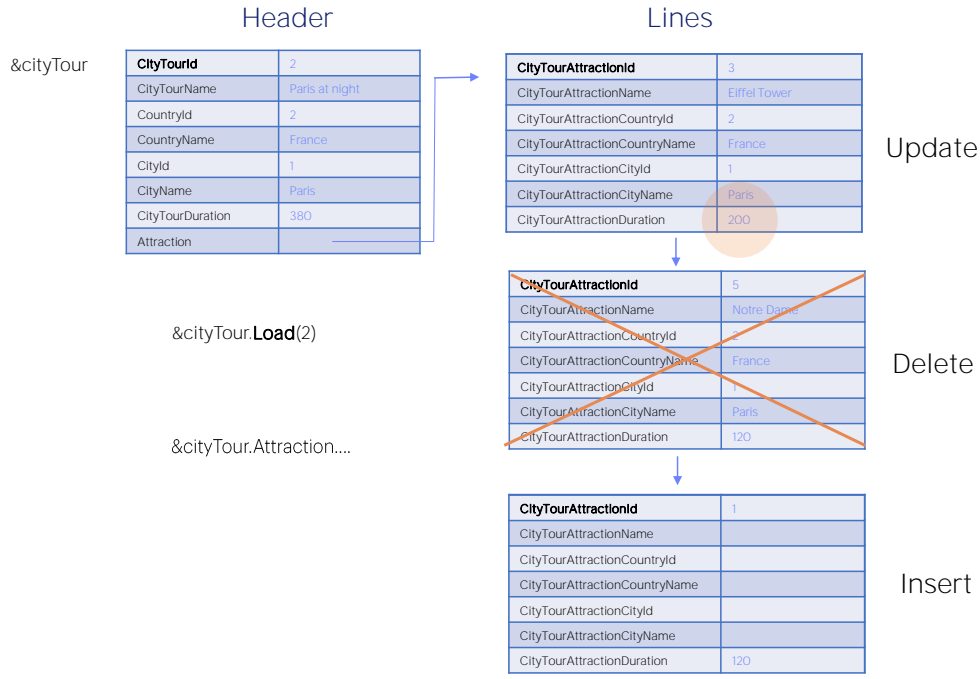 Header
Lines
&cityTour
CityTourId 2
CityTourName Paris at night
CountryId 2
CountryName France
CityId 1
CityName Paris
CityTourDuration 380
Attraction
CityTourAttractionId 3
CityTourAttractionName Eiffel Tower
CityTourAttractionCountryId 2
CityTourAttractionCountryName France
CityTourAttractionCityId 1
CityTourAttractionCityName Paris
CityTourAttractionDuration 200
Update
&cityTour.Load(2)
&cityTour.Attraction....
CityTourAttractionId 5
CityTourAttractionName Notre Dame
CityTourAttractionCountryId 2
CityTourAttractionCountryName France
CityTourAttractionCityId 1
CityTourAttractionCityName Paris
CityTourAttractionDuration 120
Delete
CityTourAttractionId 1
CityTourAttractionName
CityTourAttractionCountryId
CityTourAttractionCountryName
CityTourAttractionCityId
CityTourAttractionCityName
CityTourAttractionDuration 120
Insert